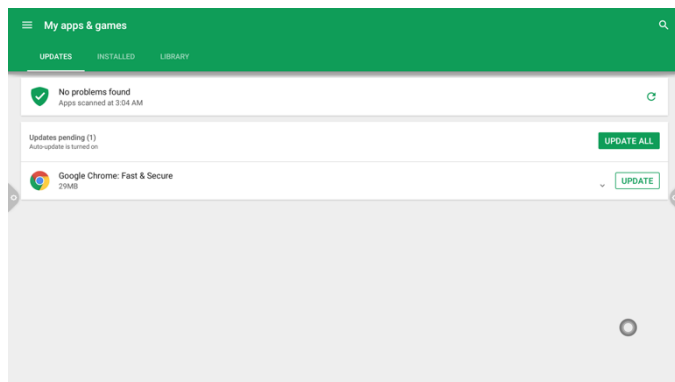 My apps & games
UPDATES INSTALLED LIBRARY
No problems found
Apps scanned at 3:04 AM
Updates pending (1)
Auto-update is turned on
UPDATE ALL
Google Chrome: Fast & Secure
29MB
UPDATE